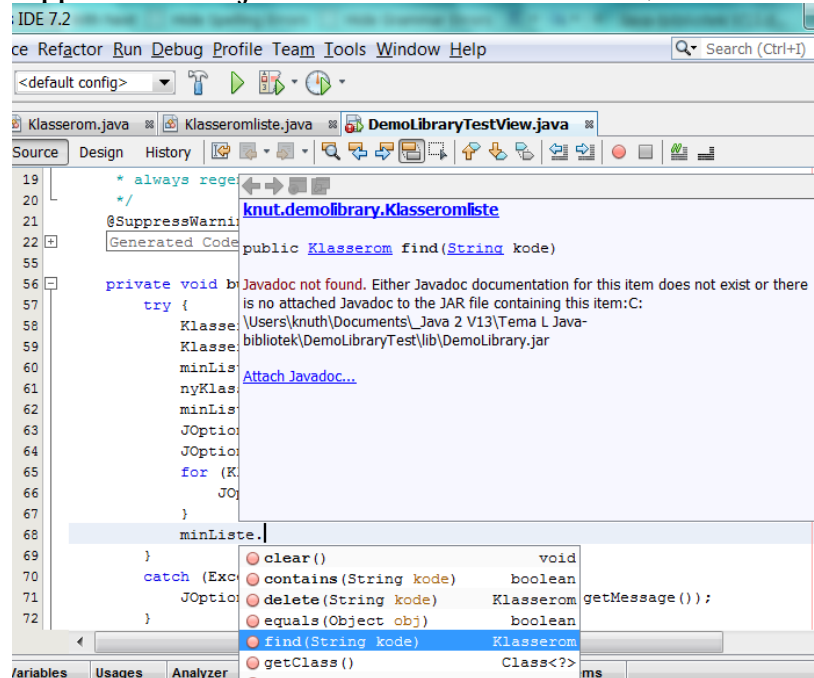 IDE 7.2
ce Refactor Run Debug Profile Team Tools Window Help Search (Ctrl+I)
<default config>
Klasserom.java Klasseromliste.java DemoLibraryTestView.java
Source Design History
19 * always rege
20 */
21 @SuppressWarni
22 Generated Code
55
56 private void b
57 try {
58 Klasse
59 Klasse
60 minLis
61 nyKlas
62 minLis
63 JOptio
64 JOptio
65 for (K
66 JO
67 }
68 minListe.
69 }
70 catch (Exc
71 JOptio getMessage());
72 }
knut.demolibrary.Klasseromliste
public Klasserom find(String kode)
Javadoc not found. Either Javadoc documentation for this item does not exist or there
is no attached Javadoc to the JAR file containing this item:C:
\Users\knuth\Documents\_Java 2 V13\Tema L Java-
bibliotek\DemoLibraryTest\lib\DemoLibrary.jar
Attach Javadoc...
clear() void
contains(String kode) boolean
delete(String kode) Klasserom
equals(Object obj) boolean
find(String kode) Klasserom
getClass() Class<?>
Variables Usages Analyzer ms